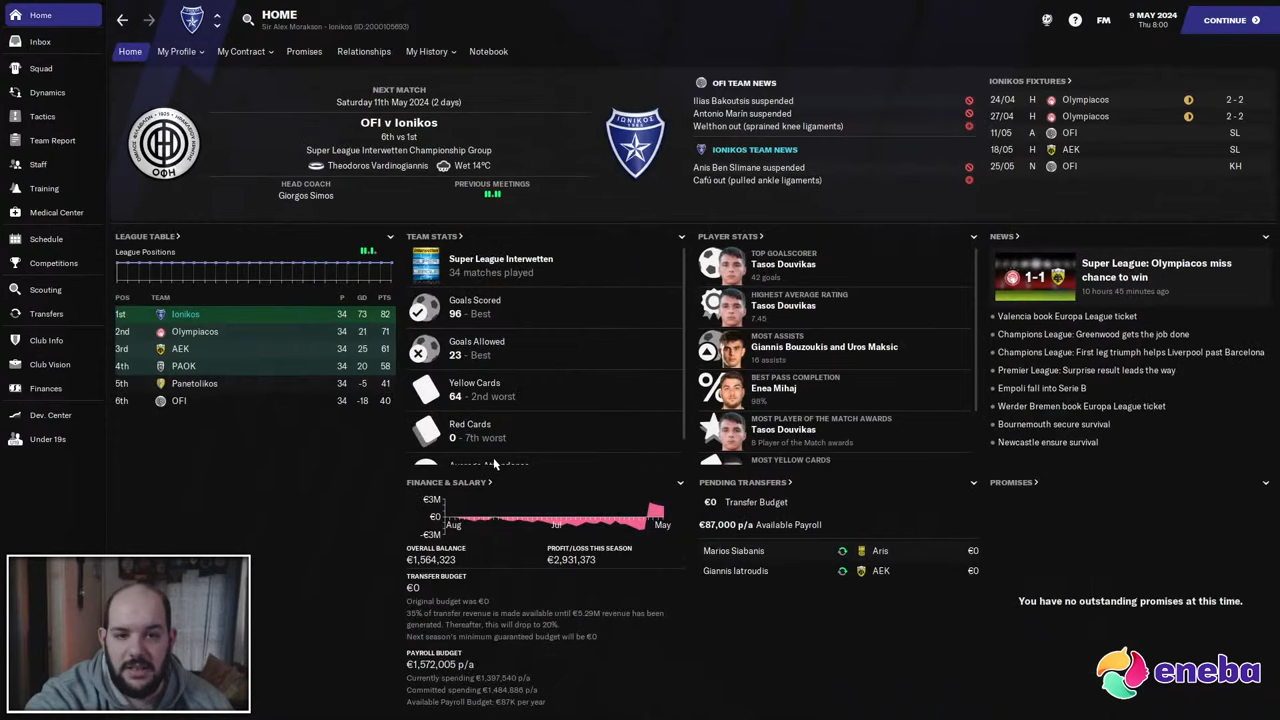 Home
Inbox
Squad
Dynamics
Tactics
Team Report
Staff
Training
Medical Center
Schedule
Competitions
Scouting
Transfers
Club Info
Club Vision
Finances
Dev. Center
Under 19s
HOME
Sir Alex Morakson - Ionikos (ID:2000105693)
FM
9 MAY 2024
Thu 8:00
CONTINUE
Home
My Profile
My Contract
Promises
Relationships
My History
Notebook
NEXT MATCH
Saturday 11th May 2024 (2 days)
OFI v Ionikos
6th vs 1st
Super League Interwetten Championship Group
Theodoros Vardinogiannis
Wet 14°C
HEAD COACH
Giorgos Simos
PREVIOUS MEETINGS
ΟΦΗ
ΙΩΝΙΚΟΣ
OFI TEAM NEWS
Ilias Bakoutsis suspended
Antonio Marín suspended
Welthon out (sprained knee ligaments)
IONIKOS TEAM NEWS
Anis Ben Slimane suspended
Cafú out (pulled ankle ligaments)
IONIKOS FIXTURES
24/04 H Olympiacos 2 - 2
27/04 H Olympiacos 2 - 2
11/05 A OFI SL
18/05 H AEK SL
25/05 N OFI KH
LEAGUE TABLE
League Positions
POS TEAM P GD PTS
1st Ionikos 34 73 82
2nd Olympiacos 34 21 71
3rd AEK 34 25 61
4th PAOK 34 20 58
5th Panetolikos 34 -5 41
6th OFI 34 -18 40
TEAM STATS
Super League Interwetten
34 matches played
Goals Scored
96 - Best
Goals Allowed
23 - Best
Yellow Cards
64 - 2nd worst
Red Cards
0 - 7th worst
PLAYER STATS
TOP GOALSCORER
Tasos Douvikas
42 goals
HIGHEST AVERAGE RATING
Tasos Douvikas
7.45
MOST ASSISTS
Giannis Bouzoukis and Uros Maksic
16 assists
BEST PASS COMPLETION
Enea Mihaj
98%
MOST PLAYER OF THE MATCH AWARDS
Tasos Douvikas
8 Player of the Match awards
MOST YELLOW CARDS
NEWS
1-1
Super League: Olympiacos miss
chance to win
10 hours 45 minutes ago
Valencia book Europa League ticket
Champions League: Greenwood gets the job done
Champions League: First leg triumph helps Liverpool past Barcelona
Premier League: Surprise result leads the way
Empoli fall into Serie B
Werder Bremen book Europa League ticket
Bournemouth secure survival
Newcastle ensure survival
FINANCE & SALARY
€3M
€0
-€3M
Aug
Jul
May
OVERALL BALANCE
€1,564,323
PROFIT/LOSS THIS SEASON
€2,931,373
TRANSFER BUDGET
€0
Original budget was €0
35% of transfer revenue is made available until €5.29M revenue has been
generated. Thereafter, this will drop to 20%.
Next season's minimum guaranteed budget will be €0
PAYROLL BUDGET
€1,572,005 p/a
Currently spending €1,397,540 p/a
Committed spending €1,484,886 p/a
Available Payroll Budget: €87K per year
PENDING TRANSFERS
€0 Transfer Budget
€87,000 p/a Available Payroll
Marios Siabanis Aris €0
Giannis Iatroudis AEK €0
PROMISES
You have no outstanding promises at this time.
eneba